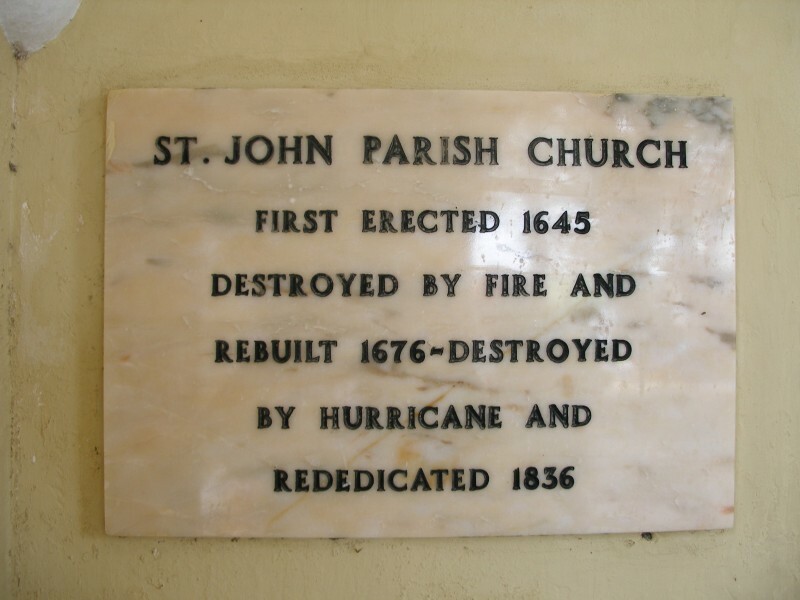 ST. JOHN PARISH CHURCH
FIRST ERECTED 1645
DESTROYED BY FIRE AND
REBUILT 1676-DESTROYED
BY HURRICANE AND
REDEDICATED 1836